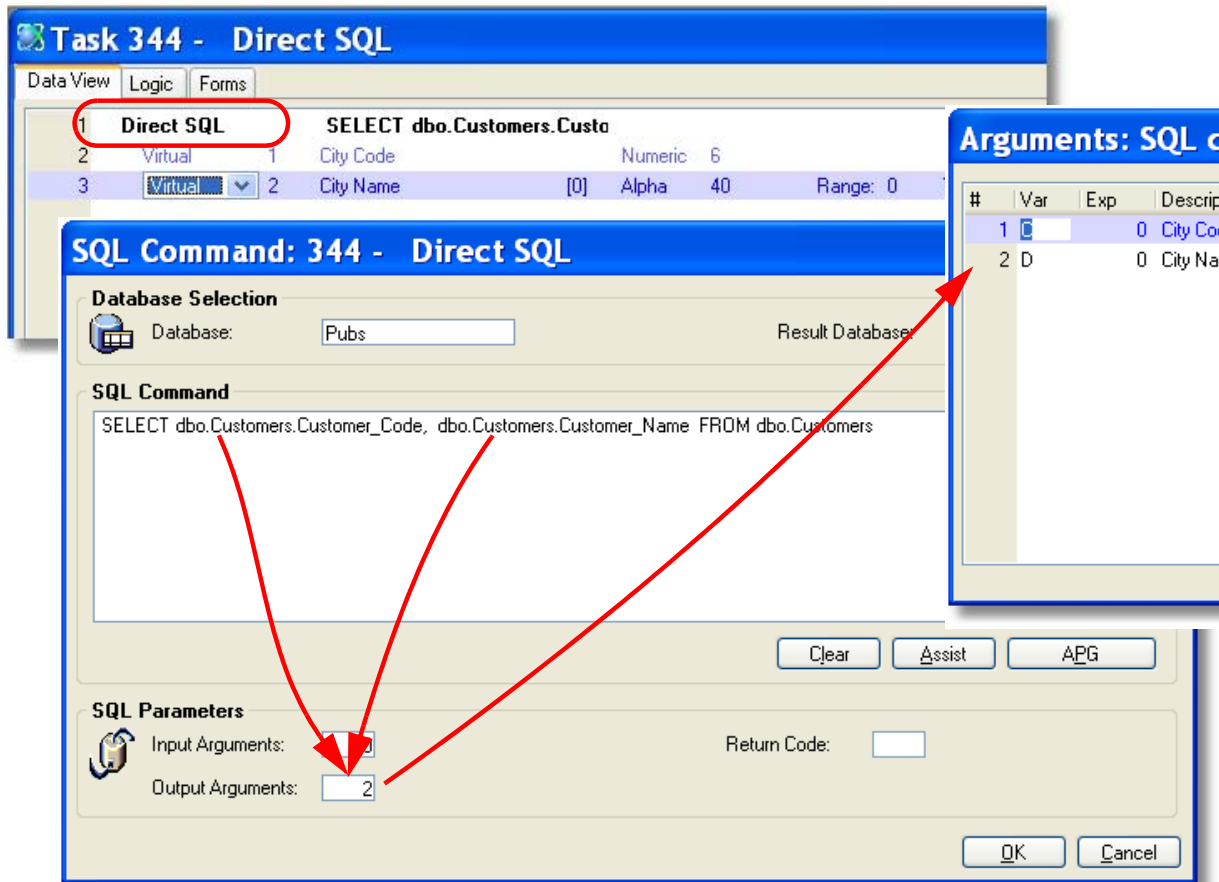 Task 344 - Direct SQL
Data View Logic Forms
1 Direct SQL SELECT dbo.Customers.Custo
2 Virtual 1 City Code Numeric 6
3 Virtual 2 City Name [0] Alpha 40 Range: 0
Arguments: SQL
# Var Exp Descrip
1 C 0 City Co
2 D 0 City Na
SQL Command: 344 - Direct SQL
Database Selection
Database: Pubs Result Database:
SQL Command
SELECT dbo.Customers.Customer_Code, dbo.Customers.Customer_Name FROM dbo.Customers
Clear Assist APG
SQL Parameters
Input Arguments: 0 Return Code:
Output Arguments: 2
OK Cancel